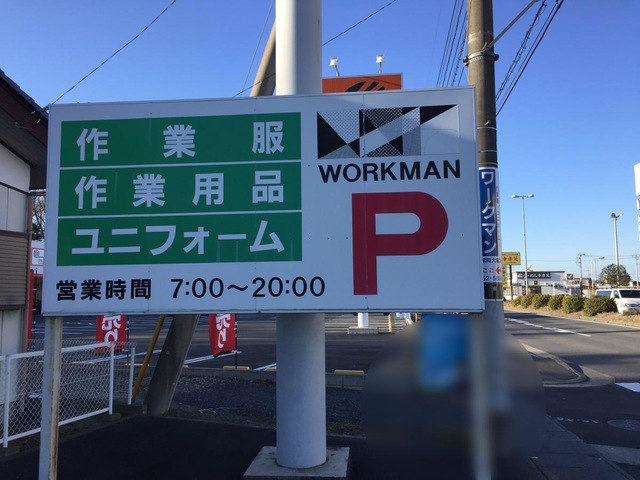 作業服
作業用品
ユニフォーム
営業時間 7:00～20:00
WORKMAN
P
ワークマン